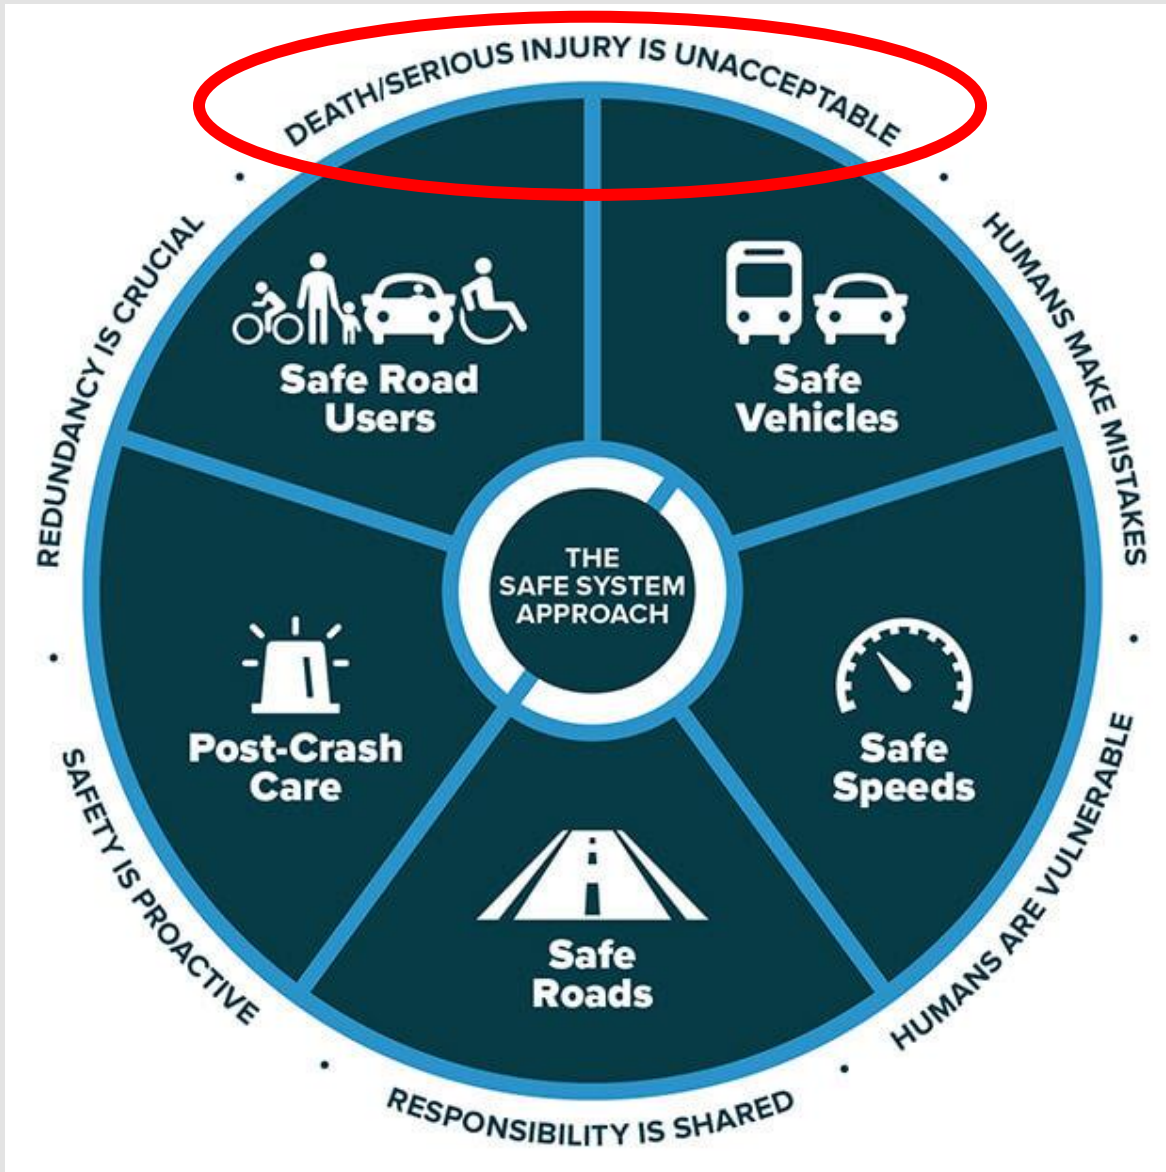 DEATH/SERIOUS INJURY IS UNACCEPTABLE
HUMANS MAKE MISTAKES
HUMANS ARE VULNERABLE
RESPONSIBILITY IS SHARED
SAFETY IS PROACTIVE
REDUNDANCY IS CRUCIAL
Safe Road
Users
Safe
Vehicles
Safe
Speeds
Safe
Roads
Post-Crash
Care
THE
SAFE SYSTEM
APPROACH